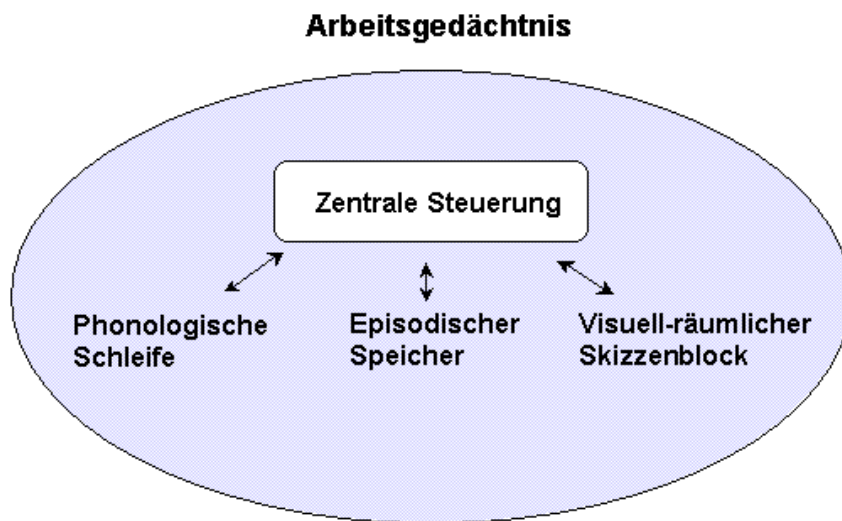 Arbeitsgedächtnis
Zentrale Steuerung
Phonologische
Schleife
Episodischer
Speicher
Visuell-räumlicher
Skizzenblock